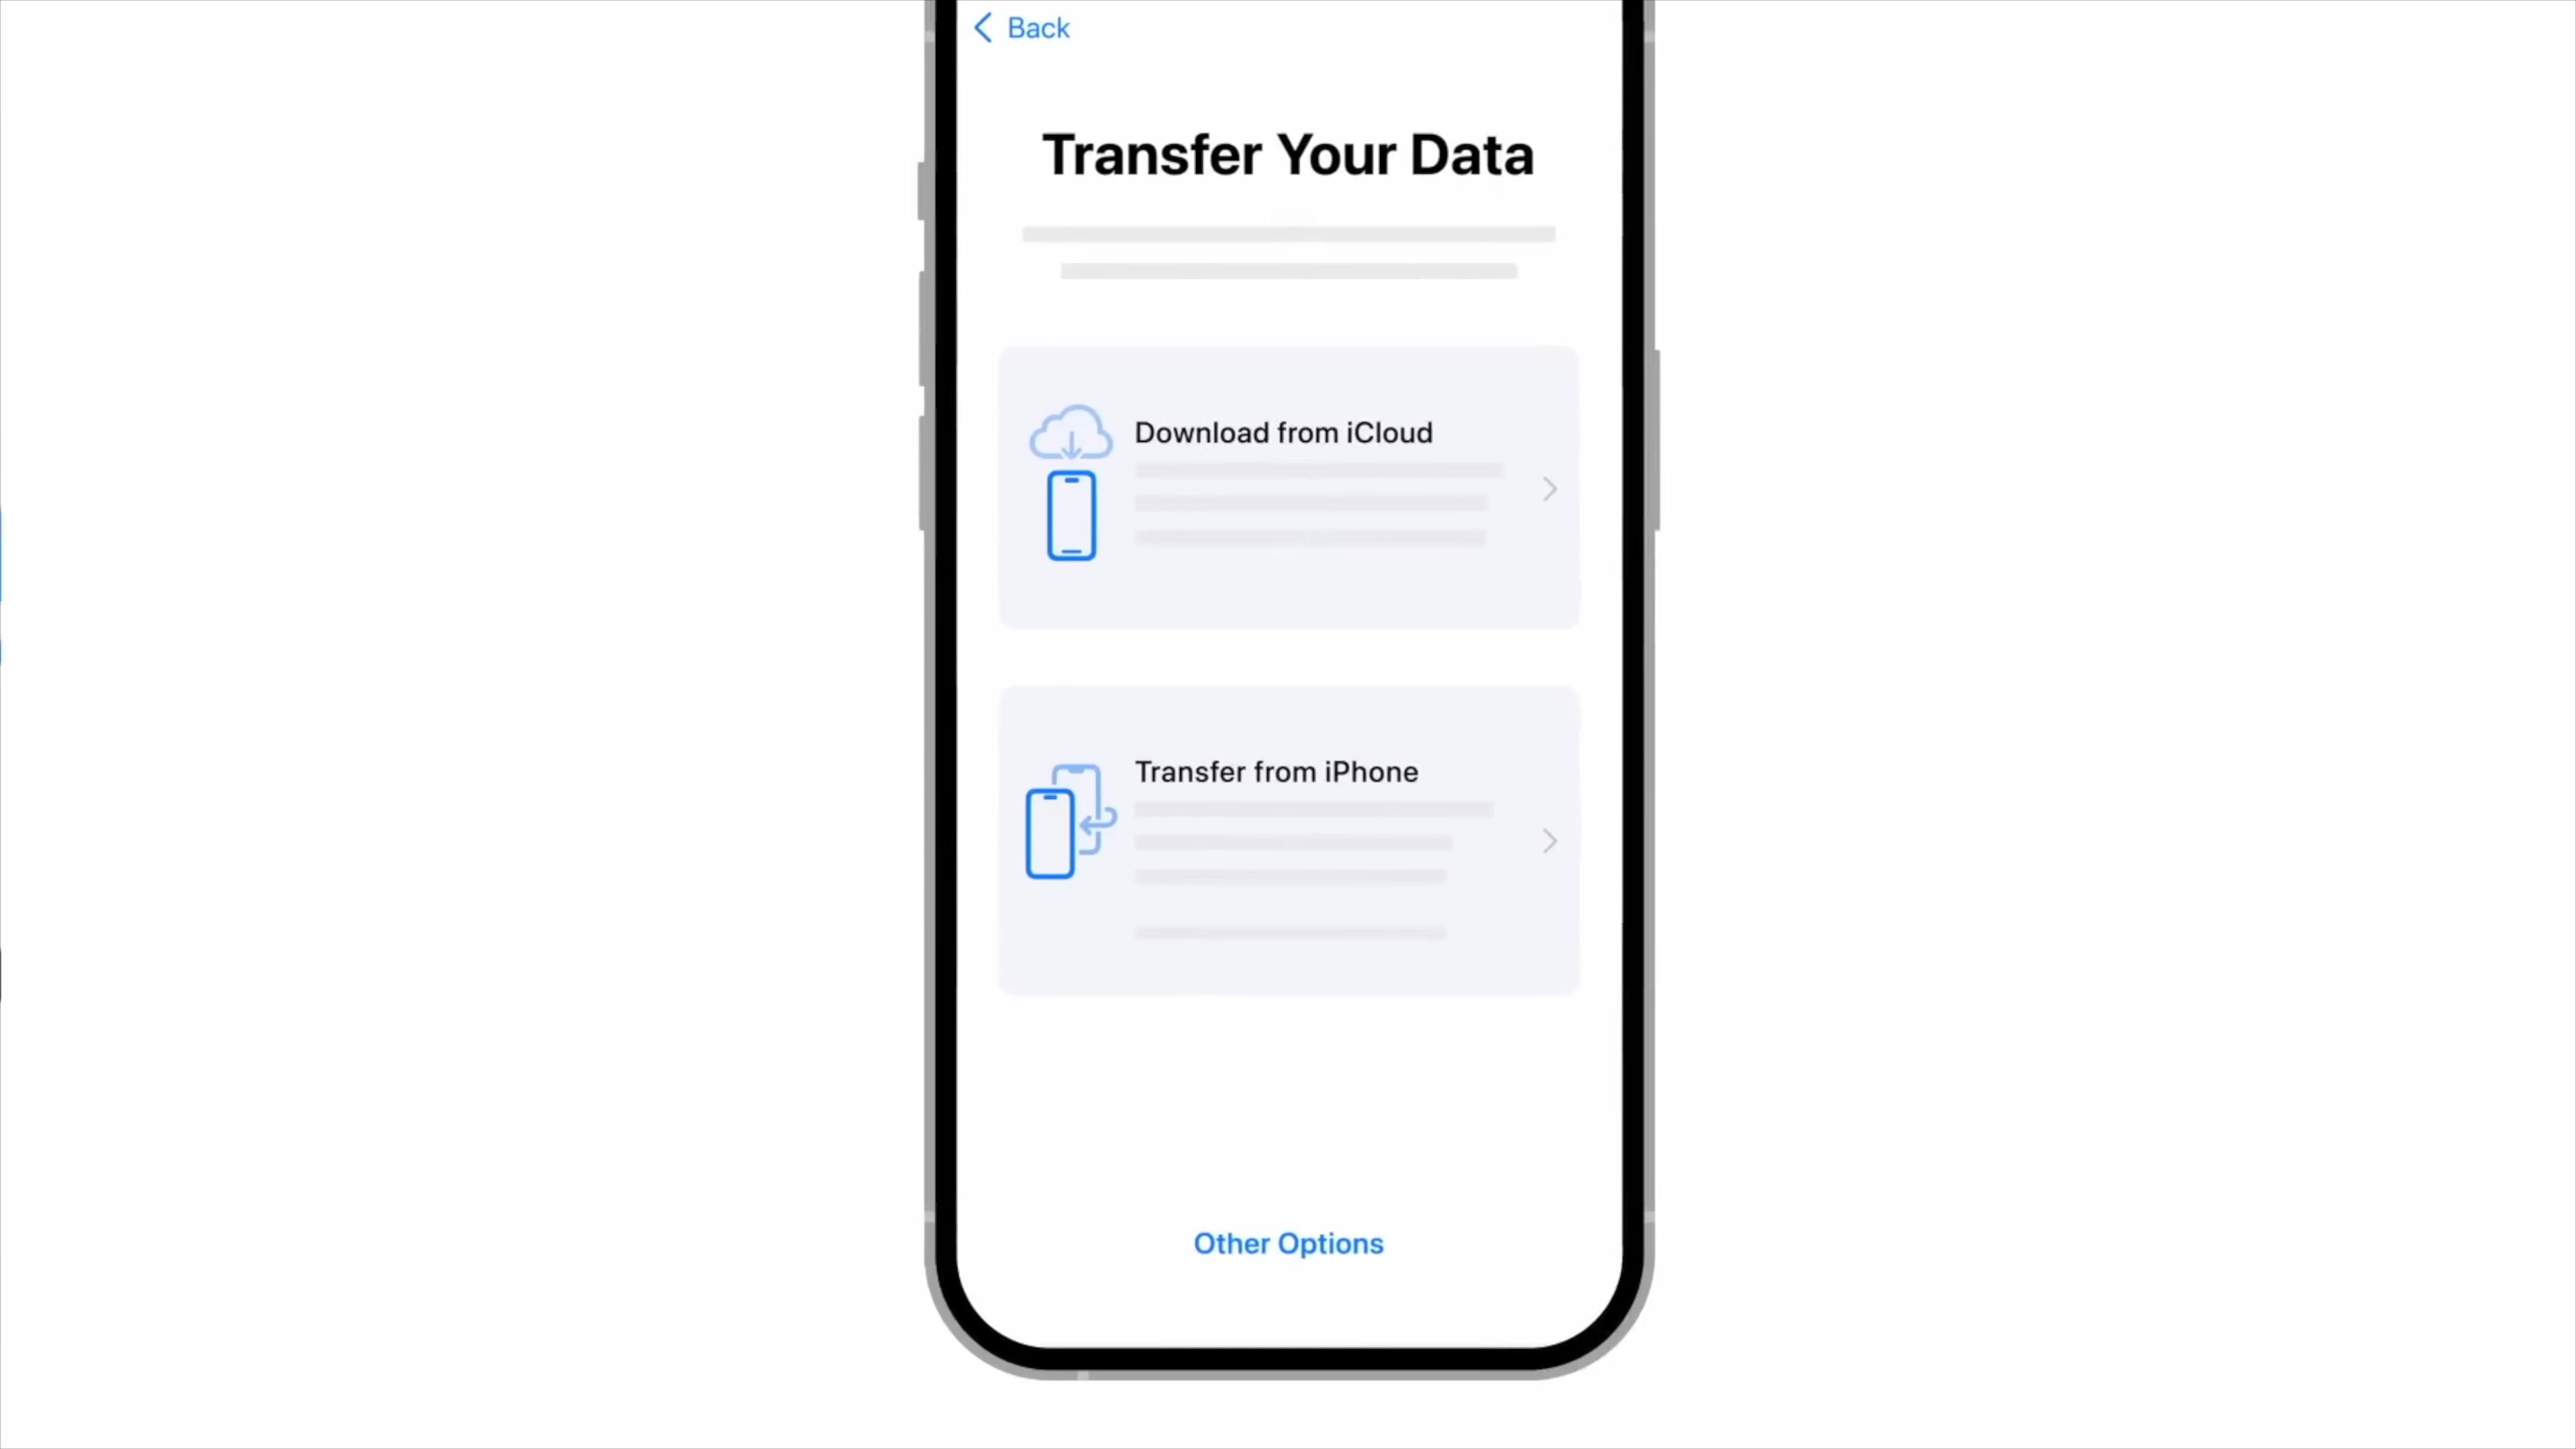 Back
Transfer Your Data
Download from iCloud
Transfer from iPhone
Other Options